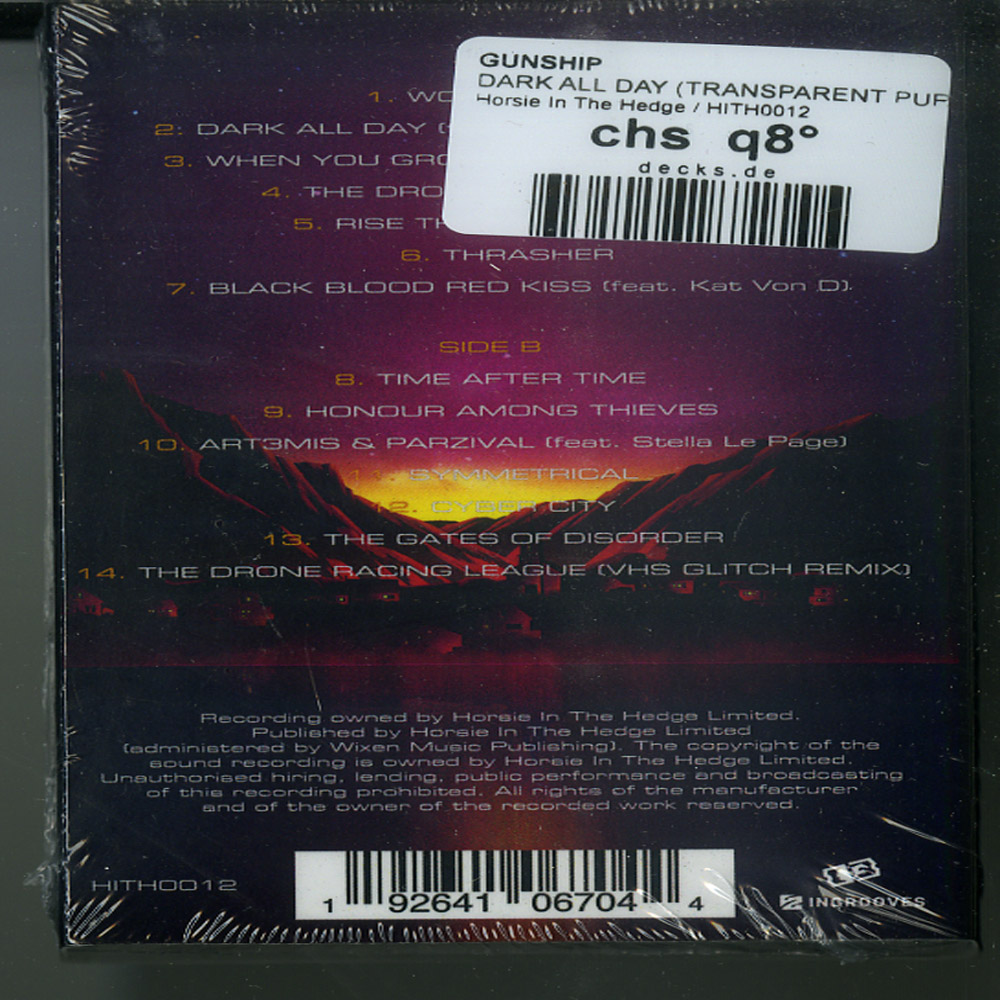 GUNSHIP
DARK ALL DAY (TRANSPARENT PUR
Horsie In The Hedge / HITH0012
chs q8°
decks.de
1. WO
2: DARK ALL DAY (
3. WHEN YOU GRO
4. THE DRO
5. RISE TH
6. THRASHER
7. BLACK BLOOD RED KISS (feat. Kat Von D).
SIDE B
8. TIME AFTER TIME
9. HONOUR AMONG THIEVES
10. ART3MIS & PARZIVAL (feat. Stella Le Page)
11. SYMMETRICAL
12. CYBER CITY
13. THE GATES OF DISORDER
14. THE DRONE RACING LEAGUE (VHS GLITCH REMIX)
Recording owned by Horsie In The Hedge Limited.
Published by Horsie In The Hedge Limited
(administered by Wixen Music Publishing). The copyright of the
sound recording is owned by Horsie In The Hedge Limited.
Unauthorised hiring, lending, public performance and broadcasting
of this recording prohibited. All rights of the manufacturer
and of the owner of the recorded work reserved.
HITH0012
1 92641 06704 4
INGROOVES